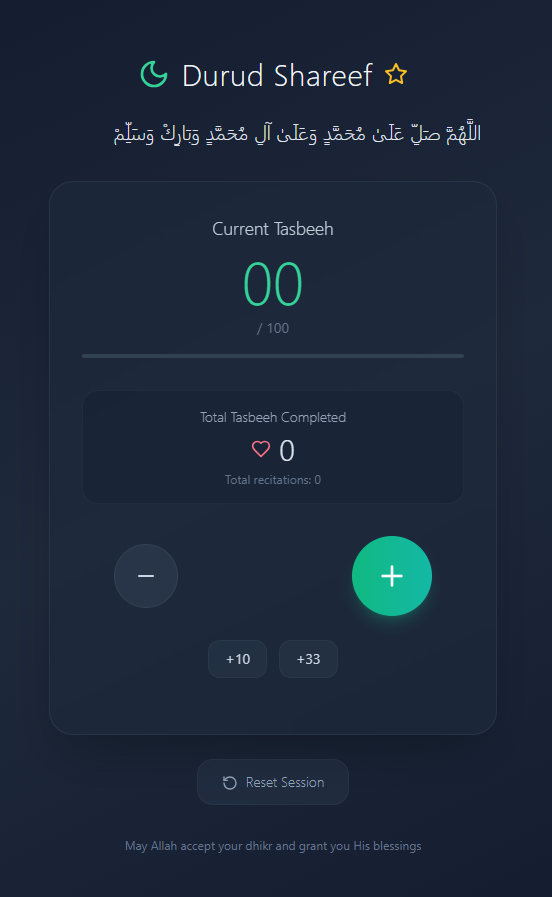 Durud Shareef
اللَّهُمَّ صَلِّ عَلَىٰ مُحَمَّدٍ وَعَلَىٰ آلِ مُحَمَّدٍ وَبَارِكْ وَسَلِّمْ
Current Tasbeeh
00
/ 100
Total Tasbeeh Completed
0
Total recitations: 0
+10 +33
Reset Session
May Allah accept your dhikr and grant you His blessings